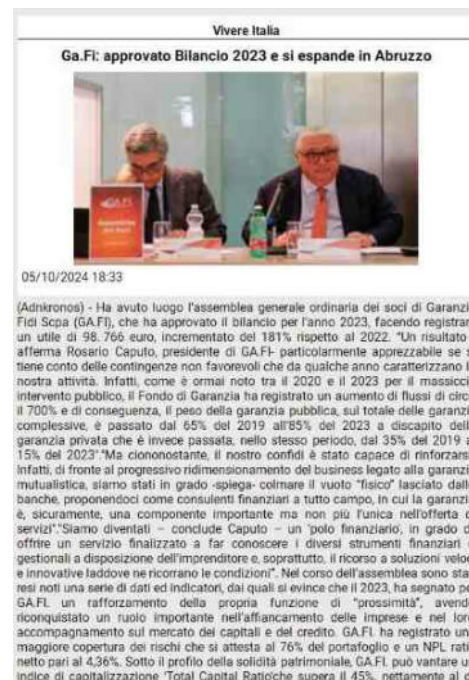 Vivere Italia
Ga.Fi: approvato Bilancio 2023 e si espande in Abruzzo
GA.FI.
Assemblea
dei Soci
05/10/2024 18:33
(Adnkronos) - Ha avuto luogo l'assemblea generale ordinaria dei soci di Garanzi
Fidi Scpa (GA.FI), che ha approvato il bilancio per l'anno 2023, facendo registrar
un utile di 98. 766 euro, incrementato del 181% rispetto al 2022. "Un risultato
afferma Rosario Caputo, presidente di GA.FI- particolarmente apprezzabile se s
tiene conto delle contingenze non favorevoli che da qualche anno caratterizzano l
nostra attività. Infatti, come è ormai noto tra il 2020 e il 2023 per il massicci
intervento pubblico, il Fondo di Garanzia ha registrato un aumento di flussi di circ
il 700% e di conseguenza, il peso della garanzia pubblica, sul totale delle garanzi
complessive, è passato dal 65% del 2019 all'85% del 2023 a discapito dell
garanzia privata che è invece passata, nello stesso periodo, dal 35% del 2019 a
15% del 2023"."Ma ciononostante, il nostro confidi è stato capace di rinforzars
Infatti, di fronte al progressivo ridimensionamento del business legato alla garanzi
mutualistica, siamo stati in grado -spiega- colmare il vuoto "fisico" lasciato dall
banche, proponendoci come consulenti finanziari a tutto campo, in cui la garanzi
è, sicuramente, una componente importante ma non più l'unica nell'offerta d
servizi"."Siamo diventati – conclude Caputo – un 'polo finanziario', in grado d
offrire un servizio finalizzato a far conoscere i diversi strumenti finanziari
gestionali a disposizione dell'imprenditore e, soprattutto, il ricorso a soluzioni veloc
e innovative laddove ne ricorrano le condizioni". Nel corso dell'assemblea sono sta
resi noti una serie di dati ed indicatori, dai quali si evince che il 2023, ha segnato pe
GA.FI. un rafforzamento della propria funzione di "prossimità", avend
riconquistato un ruolo importante nell'affiancamento delle imprese e nel lor
accompagnamento sul mercato dei capitali e del credito. GA.FI. ha registrato un
maggiore copertura dei rischi che si attesta al 76% del portafoglio e un NPL rati
netto pari al 4,36%. Sotto il profilo della solidità patrimoniale, GA.FI. può vantare u
indice di capitalizzazione 'Total Capital Ratio'che supera il 45%, nettamente al d